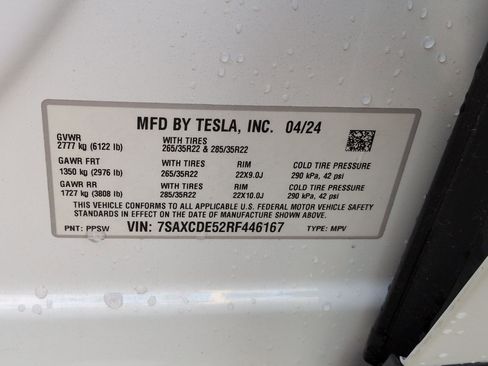 MFD BY TESLA, INC. 04/24
GVWR WITH TIRES
2777 kg (6122 lb) 265/35R22 & 285/35R22
GAWR FRT WITH TIRES RIM COLD TIRE PRESSURE
1350 kg (2976 lb) 265/35R22 22X9.0J 290 kPa, 42 psi
GAWR RR WITH TIRES RIM COLD TIRE PRESSURE
1727 kg (3808 lb) 285/35R22 22X10.0J 290 kPa, 42 psi
THIS VEHICLE CONFORMS TO ALL APPLICABLE U.S. FEDERAL MOTOR VEHICLE SAFETY
STANDARDS IN EFFECT ON THE DATE OF MANUFACTURE SHOWN ABOVE.
PNT: PPSW VIN: 7SAXCDE52RF446167 TYPE: MPV